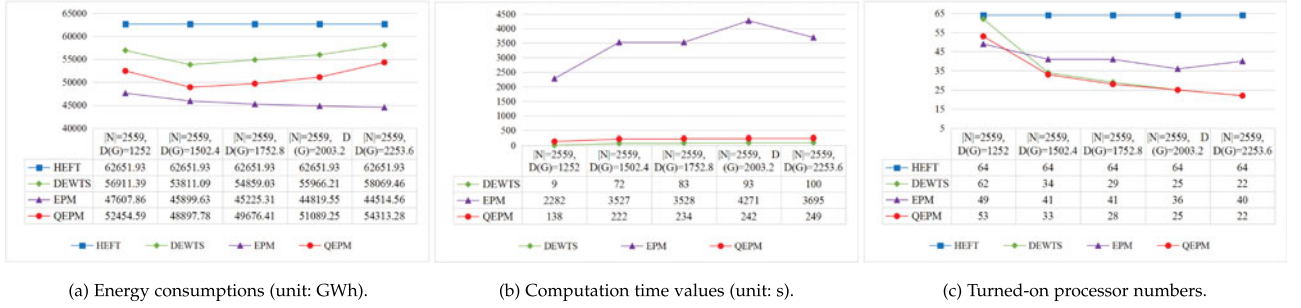 65000
60000
55000
50000
45000
40000
|N|=2559, |N|=2559, |N|=2559, |N|=2559, D |N|=2559,
D(G)=1252 D(G)=1502.4 D(G)=1752.8 (G)=2003.2 D(G)=2253.6
HEFT 62651.93 62651.93 62651.93 62651.93 62651.93
DEWTS 56911.39 53811.09 54859.03 55966.21 58069.46
EPM 47607.86 45899.63 45225.31 44819.55 44514.56
QEPM 52454.59 48897.78 49676.41 51089.25 54313.28
HEFT DEWTS EPM QEPM
(a) Energy consumptions (unit: GWh).
4500
4000
3500
3000
2500
2000
1500
1000
500
0
|N|=2559, |N|=2559, |N|=2559, |N|=2559, D |N|=2559,
D(G)=1252 D(G)=1502.4 D(G)=1752.8 (G)=2003.2 D(G)=2253.6
DEWTS 9 72 83 93 100
EPM 2282 3527 3528 4271 3695
QEPM 138 222 234 242 249
DEWTS EPM QEPM
(b) Computation time values (unit: s).
65
55
45
35
25
15
5
|N|=2559, |N|=2559, |N|=2559, |N|=2559, D |N|=2559,
D(G)=1252 D(G)=1502.4 D(G)=1752.8 (G)=2003.2 D(G)=2253.6
HEFT 64 64 64 64 64
DEWTS 62 34 29 25 22
EPM 49 41 41 36 40
QEPM 53 33 28 25 22
HEFT DEWTS EPM QEPM
(c) Turned-on processor numbers.